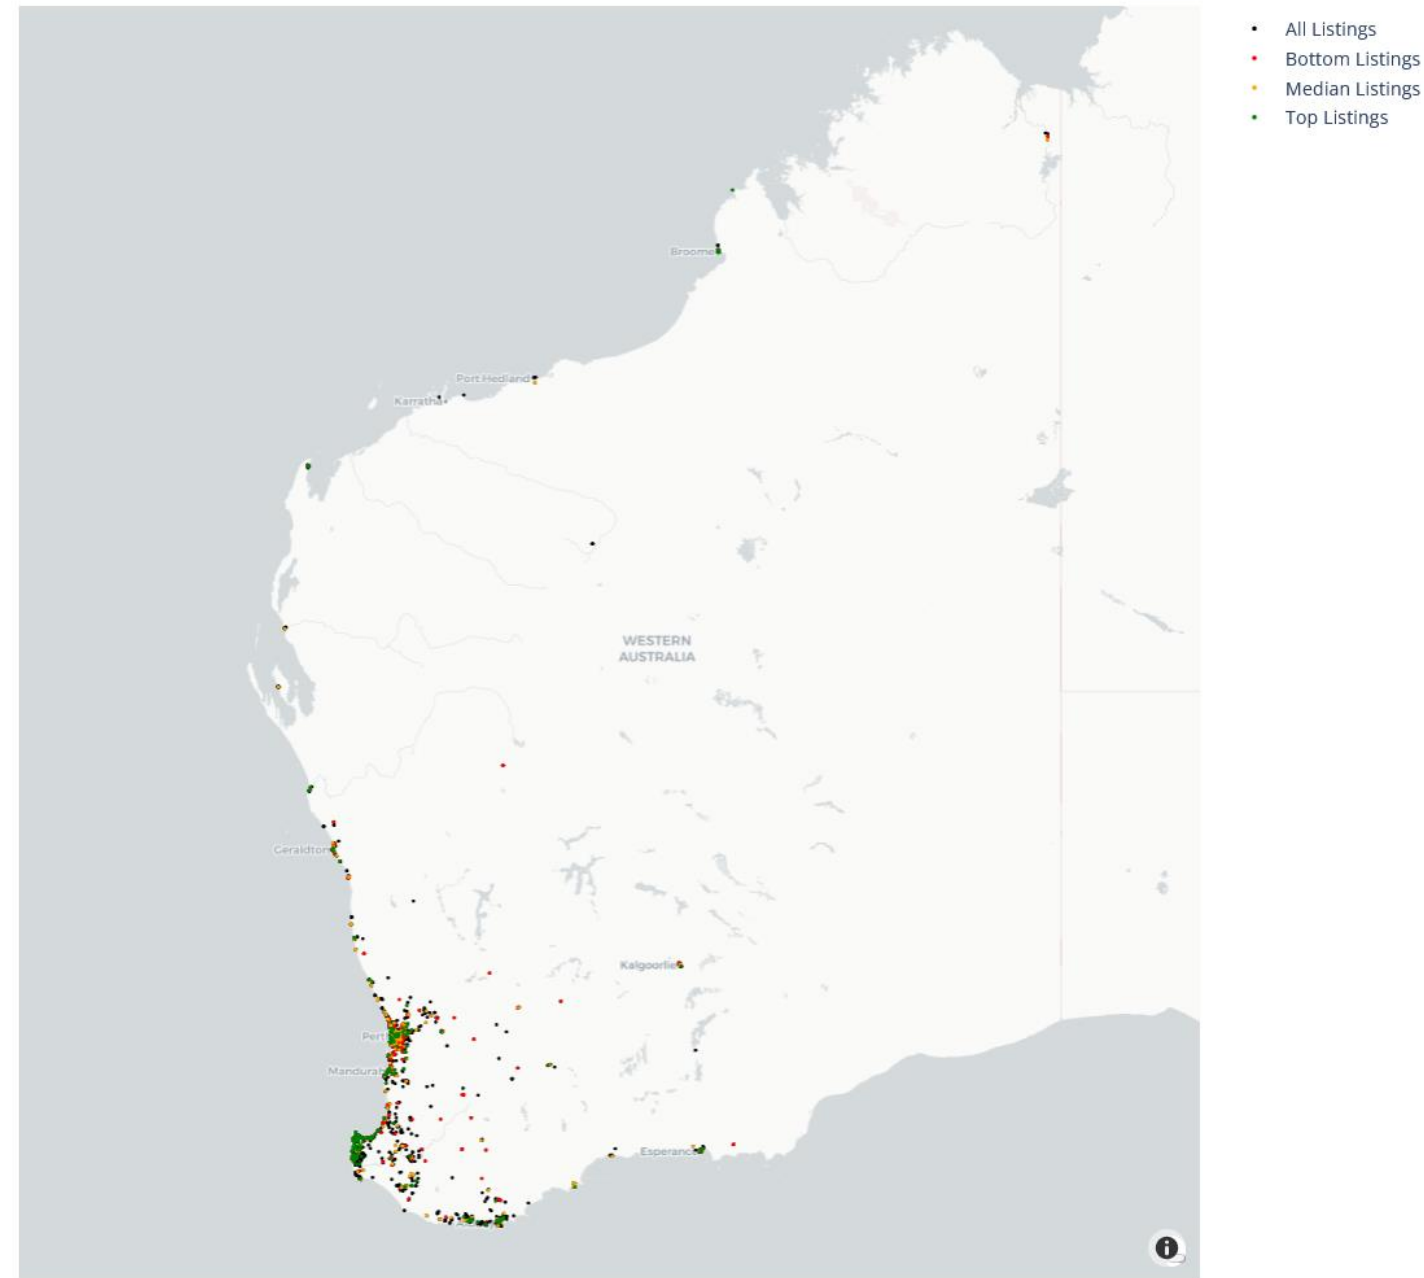 All Listings
Bottom Listings
Median Listings
Top Listings
Broome
Port Hedland
Karratha
WESTERN
AUSTRALIA
Geraldton
Kalgoorlie
Perth
Mandurah
Esperance